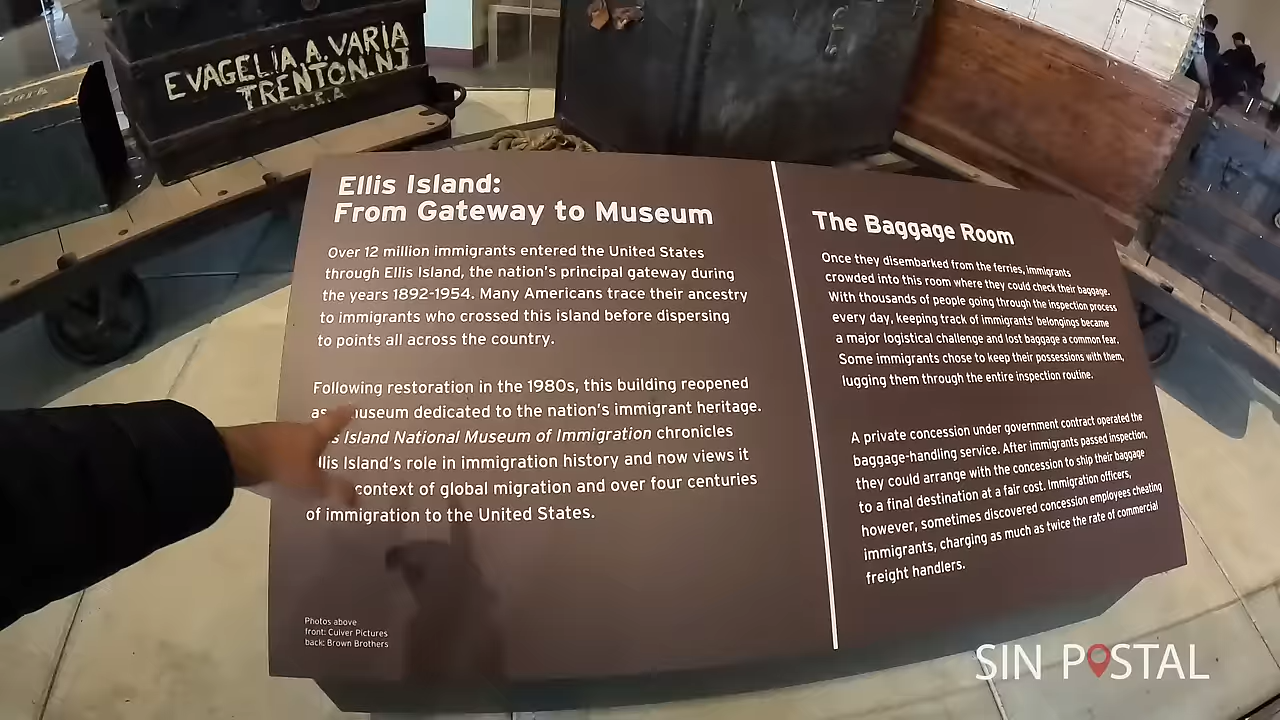 EVAGELIA.A.VARIA
TRENTON.NJ
U.S.A
Ellis Island:
From Gateway to Museum
Over 12 million immigrants entered the United States
through Ellis Island, the nation's principal gateway during
the years 1892-1954. Many Americans trace their ancestry
to immigrants who crossed this island before dispersing
to points all across the country.
Following restoration in the 1980s, this building reopened
as museum dedicated to the nation's immigrant heritage.
Island National Museum of Immigration chronicles
llis Island's role in immigration history and now views it
context of global migration and over four centuries
of immigration to the United States.
Photos above
front: Culver Pictures
back: Brown Brothers
The Baggage Room
Once they disembarked from the ferries, immigrants
crowded into this room where they could check their baggage.
With thousands of people going through the inspection process
every day, keeping track of immigrants' belongings became
a major logistical challenge and lost baggage a common fear.
Some immigrants chose to keep their possessions with them,
lugging them through the entire inspection routine.
A private concession under government contract operated the
baggage-handling service. After immigrants passed inspection,
they could arrange with the concession to ship their baggage
to a final destination at a fair cost. Immigration officers,
however, sometimes discovered concession employees cheating
immigrants, charging as much as twice the rate of commercial
freight handlers.
SIN POSTAL